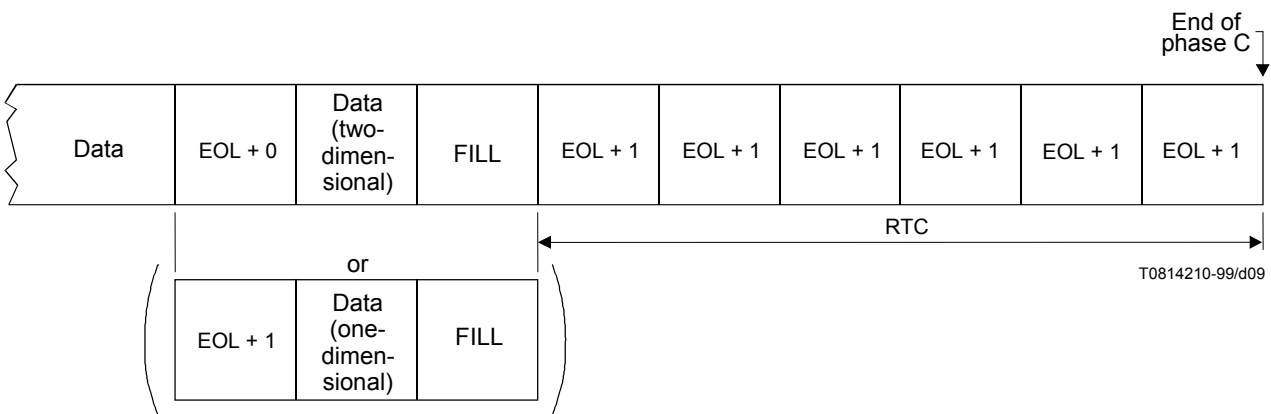 End of
phase C
Data
EOL + 0
Data
(two-
dimen-
sional)
FILL
EOL + 1
EOL + 1
EOL + 1
EOL + 1
EOL + 1
EOL + 1
RTC
T0814210-99/d09
or
EOL + 1
Data
(one-
dimen-
sional)
FILL